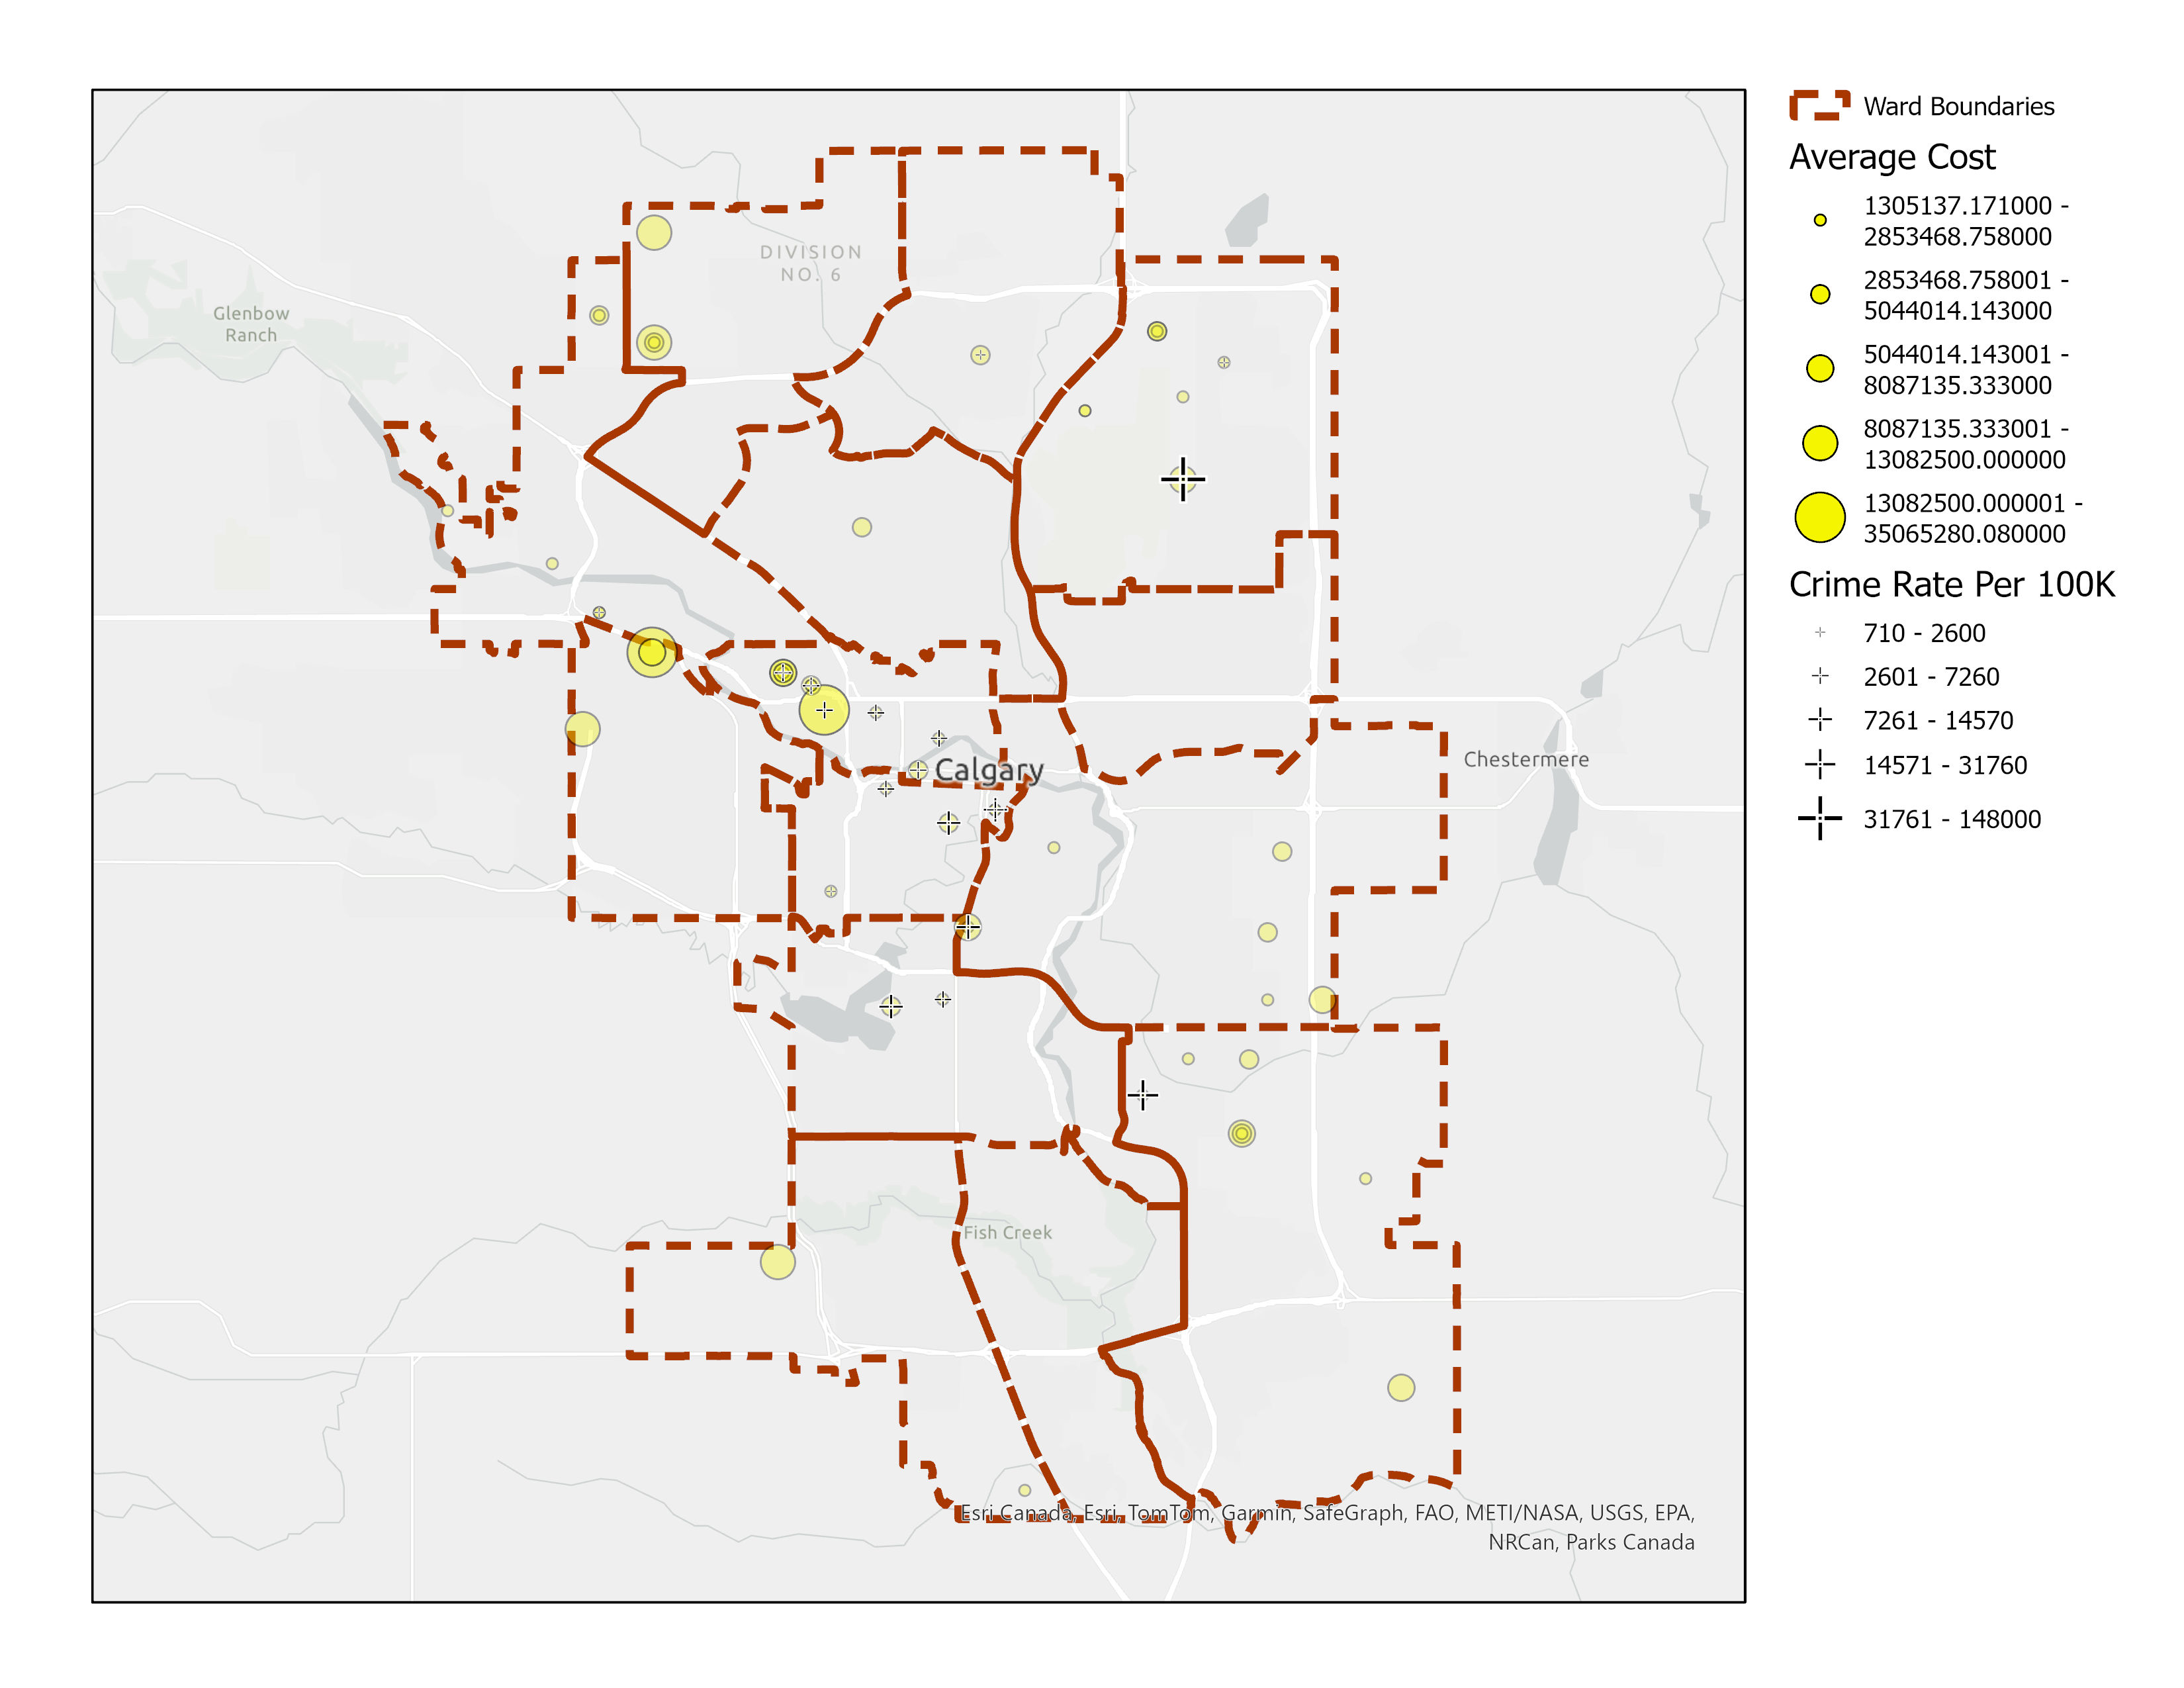 Ward Boundaries
Average Cost
1305137.171000 -
2853468.758000
2853468.758001 -
5044014.143000
5044014.143001 -
8087135.333000
8087135.333001 -
13082500.000000
13082500.000001 -
35065280.080000
Crime Rate Per 100K
710 - 2600
2601 - 7260
7261 - 14570
14571 - 31760
31761 - 148000
DIVISION
NO. 6
Glenbow
Ranch
Calgary
Chestermere
Fish Creek
Esri Canada, Esri, TomTom, Garmin, SafeGraph, FAO, METI/NASA, USGS, EPA,
NRCan, Parks Canada